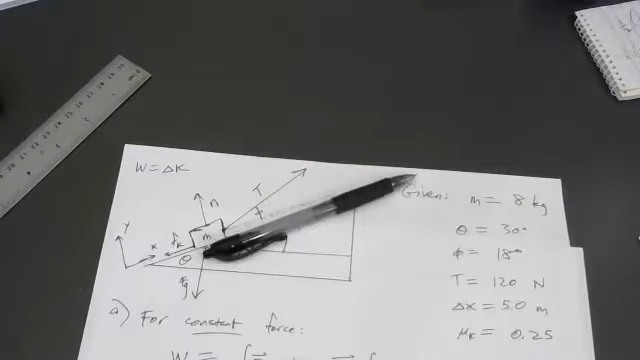 W = ΔK
n
T
φ
Given: m = 8 kg
y
x
fk
m
θ
θ = 30°
φ = 18°
Fg
T = 120 N
Δx = 5.0 m
μk = 0.25
a) For constant force:
W =